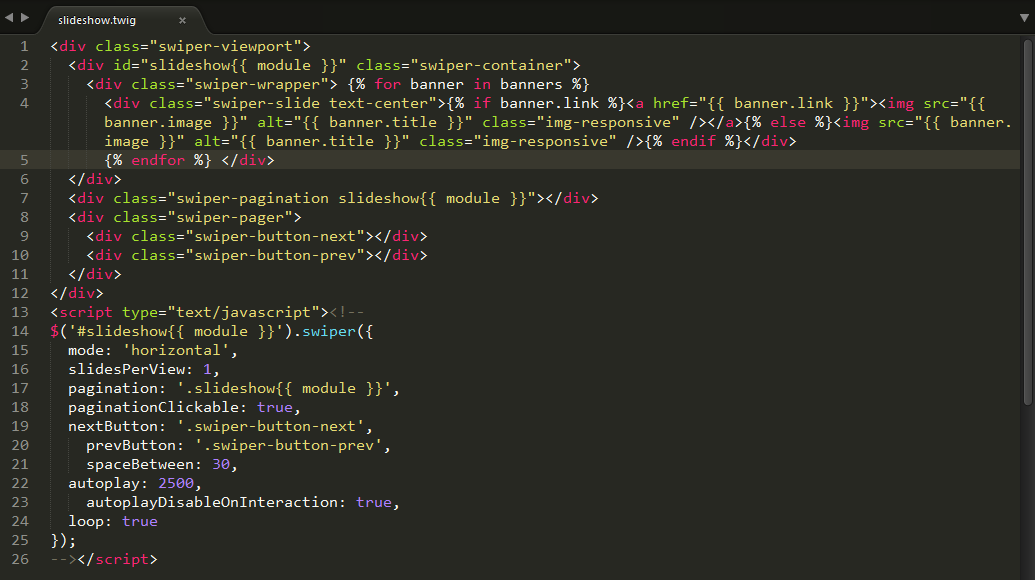 slideshow.twig ×
1 <div class="swiper-viewport">
2 <div id="slideshow{{ module }}" class="swiper-container">
3 <div class="swiper-wrapper"> {% for banner in banners %}
4 <div class="swiper-slide text-center">{% if banner.link %}<a href="{{ banner.link }}"><img src="{{
banner.image }}" alt="{{ banner.title }}" class="img-responsive" /></a>{% else %}<img src="{{ banner.
image }}" alt="{{ banner.title }}" class="img-responsive" />{% endif %}</div>
5 {% endfor %} </div>
6 </div>
7 <div class="swiper-pagination slideshow{{ module }}"></div>
8 <div class="swiper-pager">
9 <div class="swiper-button-next"></div>
10 <div class="swiper-button-prev"></div>
11 </div>
12 </div>
13 <script type="text/javascript"><!--
14 $('#slideshow{{ module }}').swiper({
15 mode: 'horizontal',
16 slidesPerView: 1,
17 pagination: '.slideshow{{ module }}',
18 paginationClickable: true,
19 nextButton: '.swiper-button-next',
20 prevButton: '.swiper-button-prev',
21 spaceBetween: 30,
22 autoplay: 2500,
23 autoplayDisableOnInteraction: true,
24 loop: true
25 });
26 --></script>